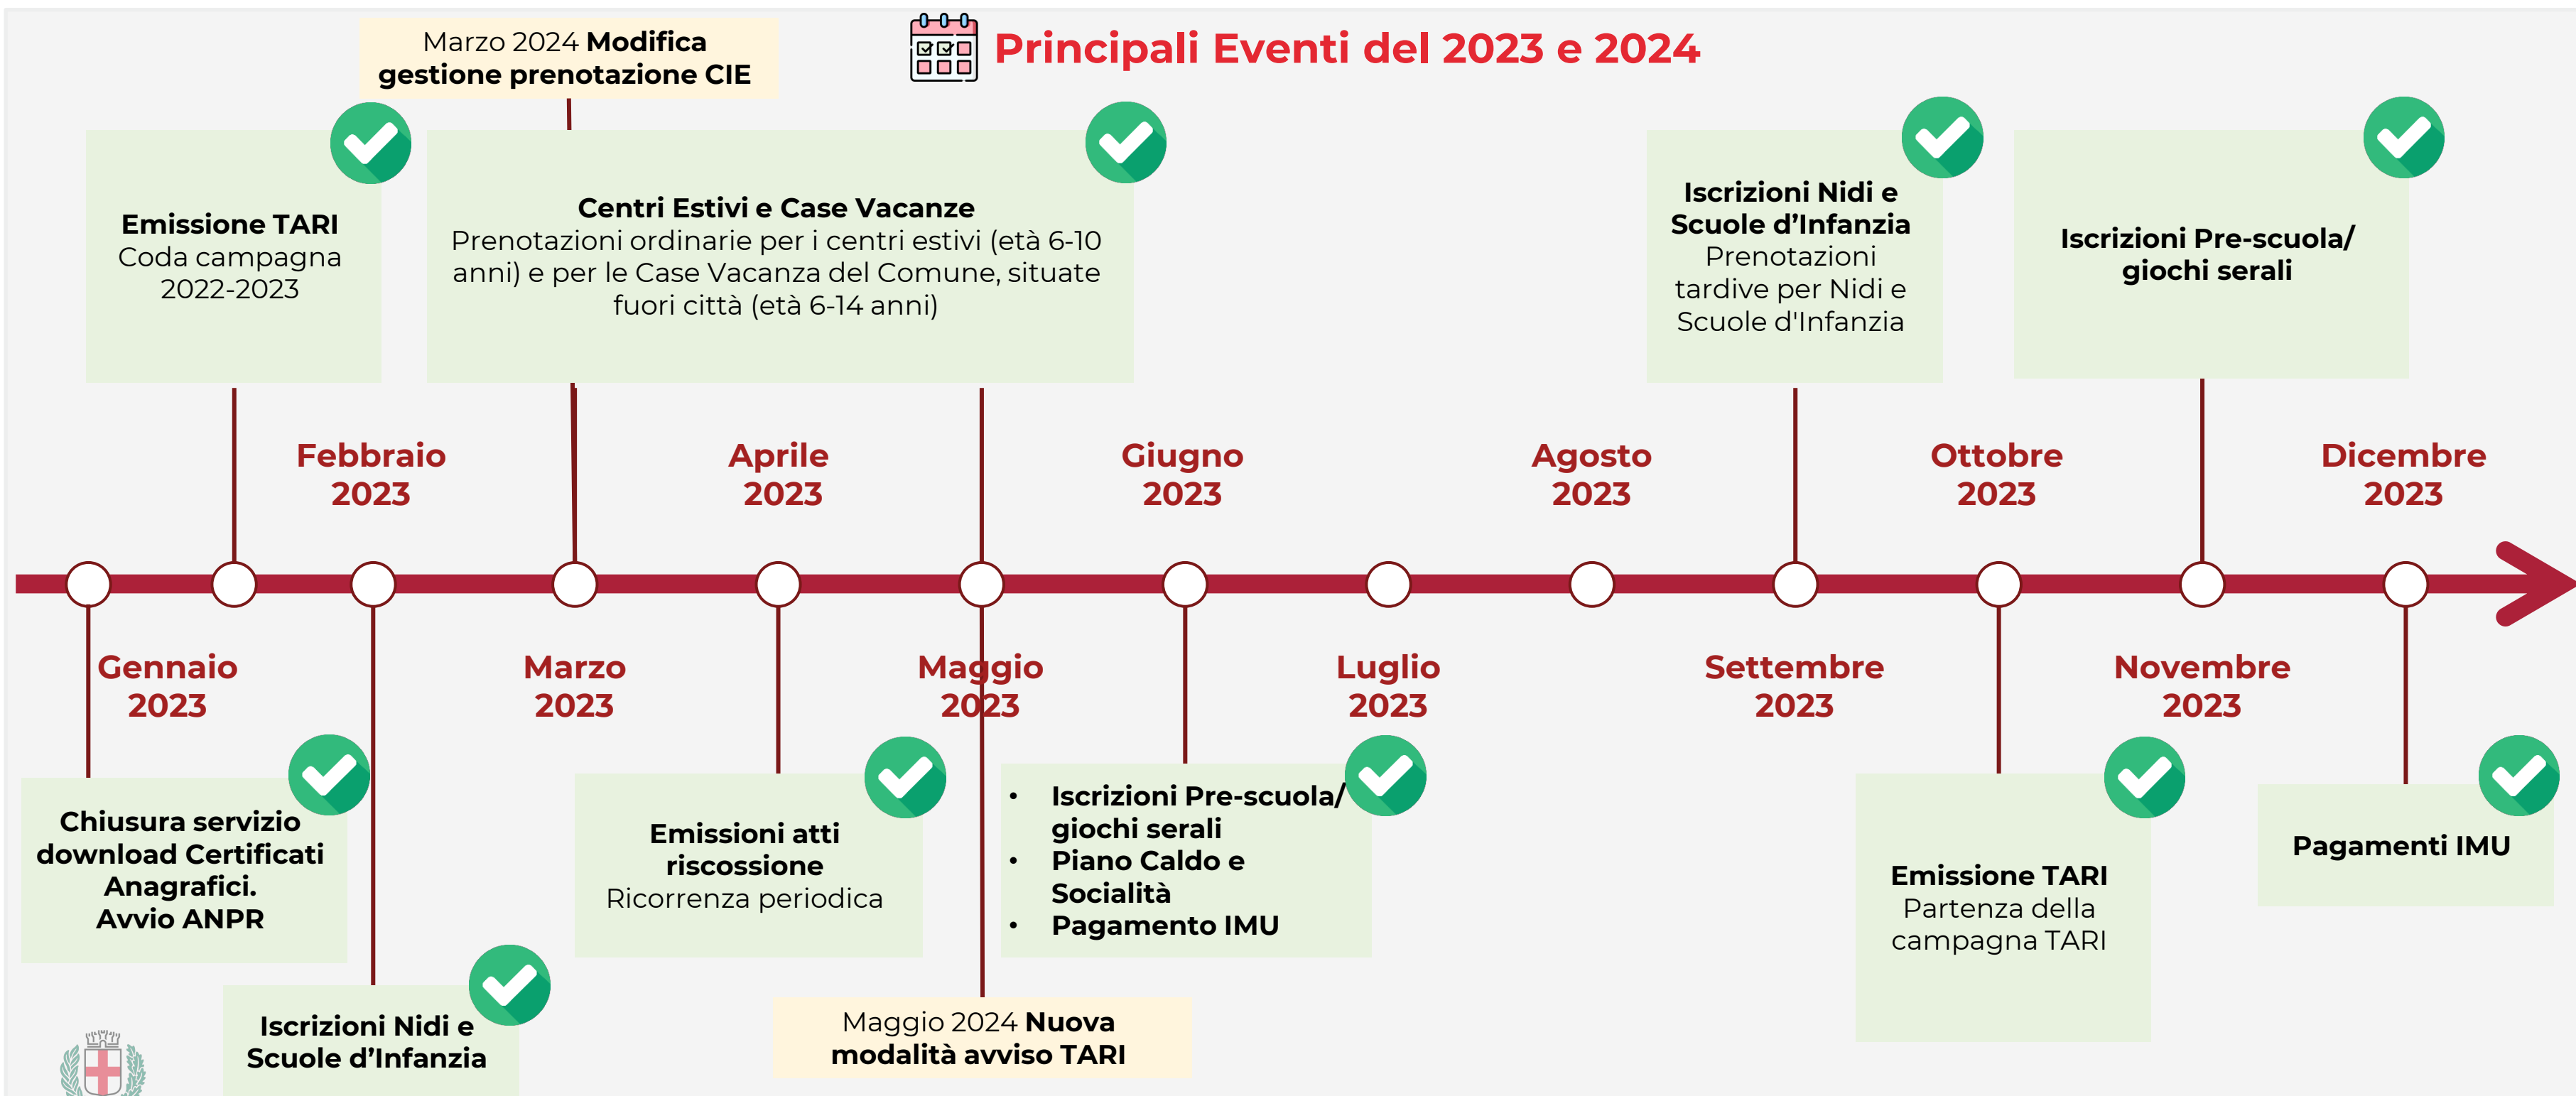 Principali Eventi del 2023 e 2024
Marzo 2024 Modifica
gestione prenotazione CIE
Emissione TARI
Coda campagna
2022-2023
Centri Estivi e Case Vacanze
Prenotazioni ordinarie per i centri estivi (età 6-10
anni) e per le Case Vacanza del Comune, situate
fuori città (età 6-14 anni)
Iscrizioni Nidi e
Scuole d’Infanzia
Prenotazioni
tardive per Nidi e
Scuole d'Infanzia
Iscrizioni Pre-scuola/
giochi serali
Febbraio
2023
Aprile
2023
Giugno
2023
Agosto
2023
Ottobre
2023
Dicembre
2023
Gennaio
2023
Marzo
2023
Maggio
2023
Luglio
2023
Settembre
2023
Novembre
2023
Chiusura servizio
download Certificati
Anagrafici.
Avvio ANPR
Iscrizioni Nidi e
Scuole d’Infanzia
Emissioni atti
riscossione
Ricorrenza periodica
• Iscrizioni Pre-scuola/
giochi serali
• Piano Caldo e
Socialità
• Pagamento IMU
Maggio 2024 Nuova
modalità avviso TARI
Emissione TARI
Partenza della
campagna TARI
Pagamenti IMU